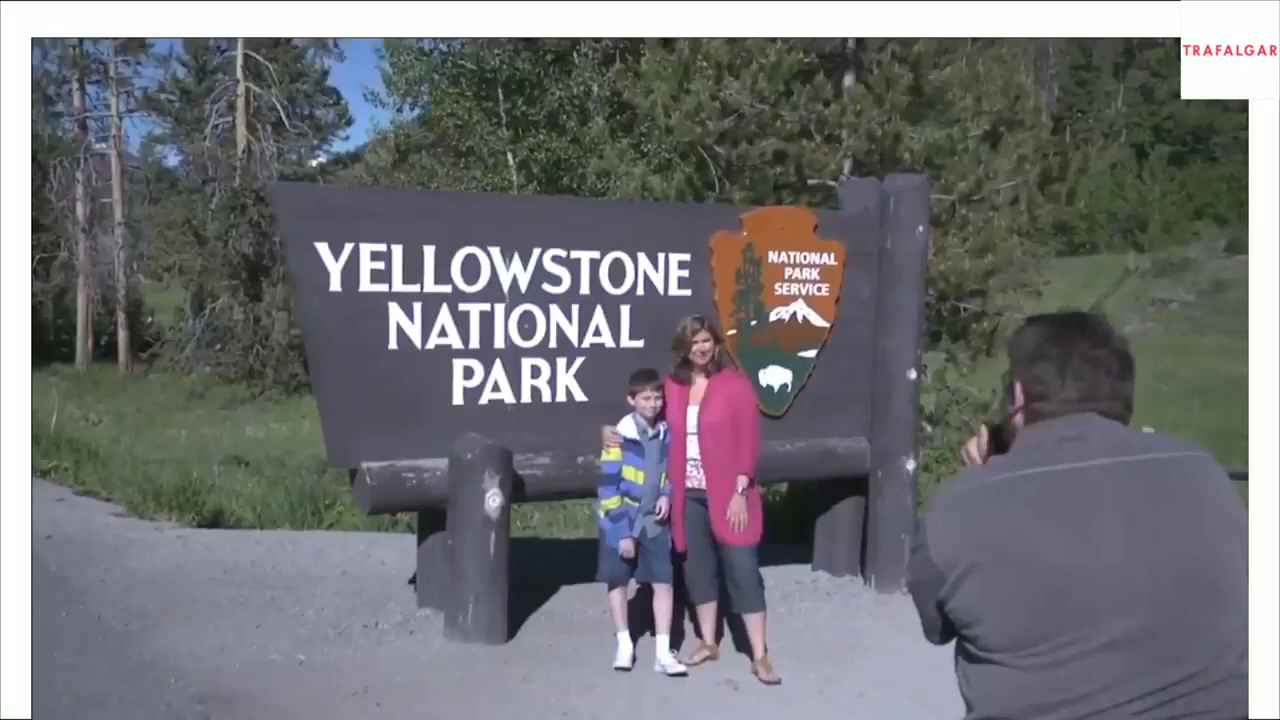 TRAFALGAR
YELLOWSTONE
NATIONAL
PARK
NATIONAL
PARK
SERVICE